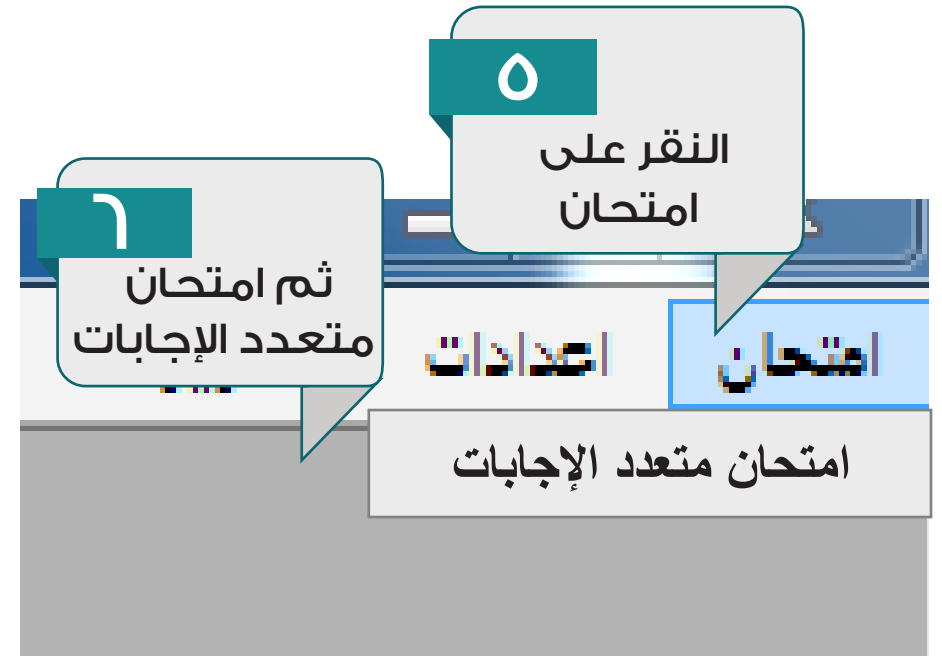 ٥
النقر على
امتحان
٦
ثم امتحان
متعدد الإجابات
امتحان
اعدادات
امتحان متعدد الإجابات